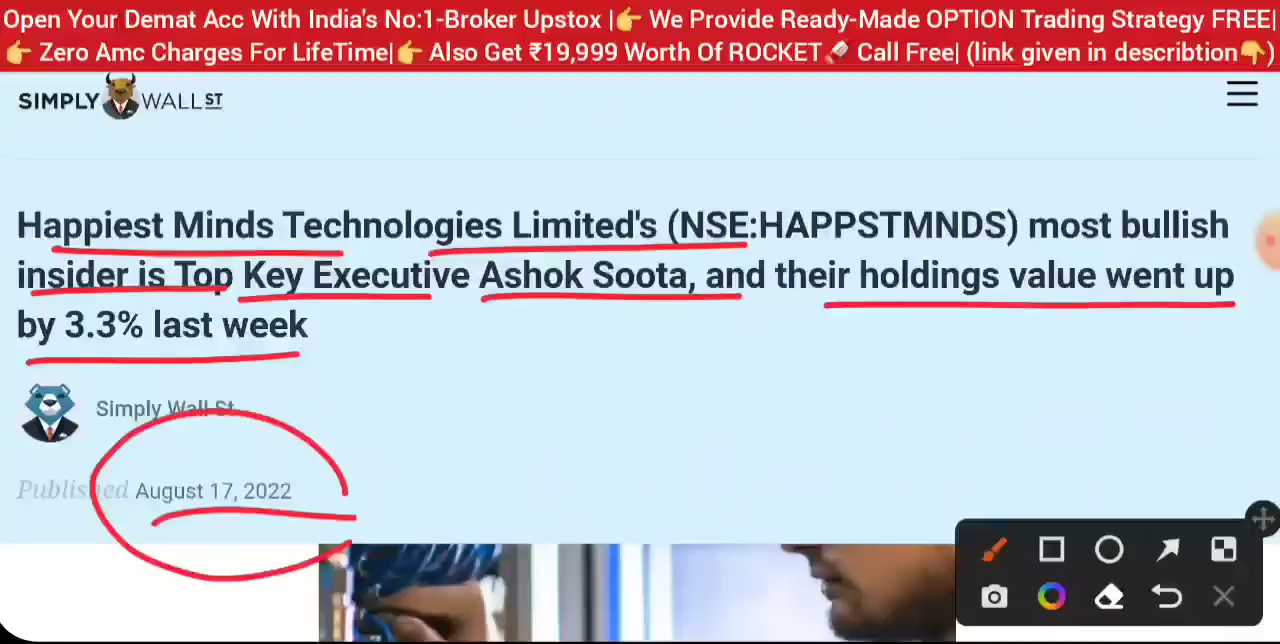 Open Your Demat Acc With India's No:1-Broker Upstox |👉 We Provide Ready-Made OPTION Trading Strategy FREE|
👉 Zero Amc Charges For LifeTime|👉 Also Get ₹19,999 Worth Of ROCKET🚀 Call Free| (link given in describtion👇)
SIMPLY WALL ST
Happiest Minds Technologies Limited's (NSE:HAPPSTMNDS) most bullish
insider is Top Key Executive Ashok Soota, and their holdings value went up
by 3.3% last week
Simply Wall St
Published August 17, 2022